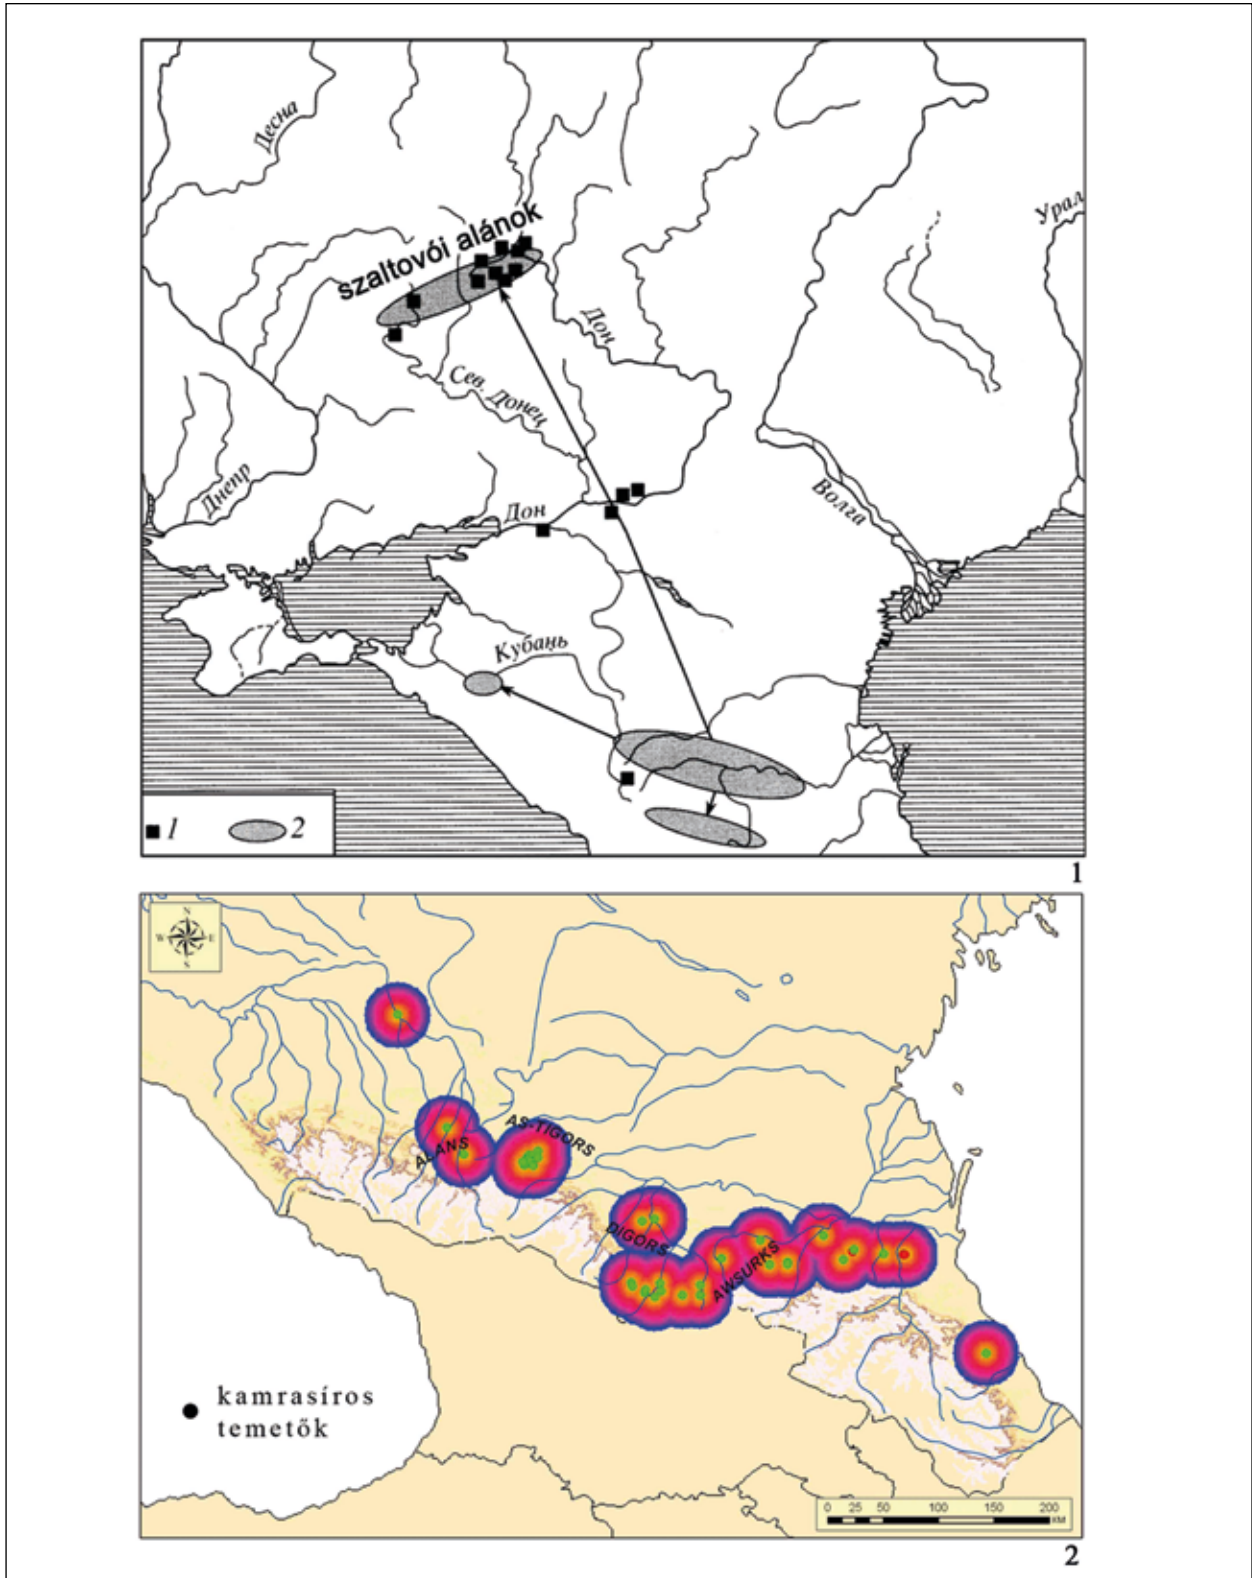 Десна
Урал
szaltovói alánok
Дон
Сев. Донец
Днепр
Дон
Волга
Кубань
1 2
1
N
W E
S
AS-TIGORS
ALANS
DIGORS
AWSURKS
kamrasíros
temetők
0 25 50 100 150 200
KM
2